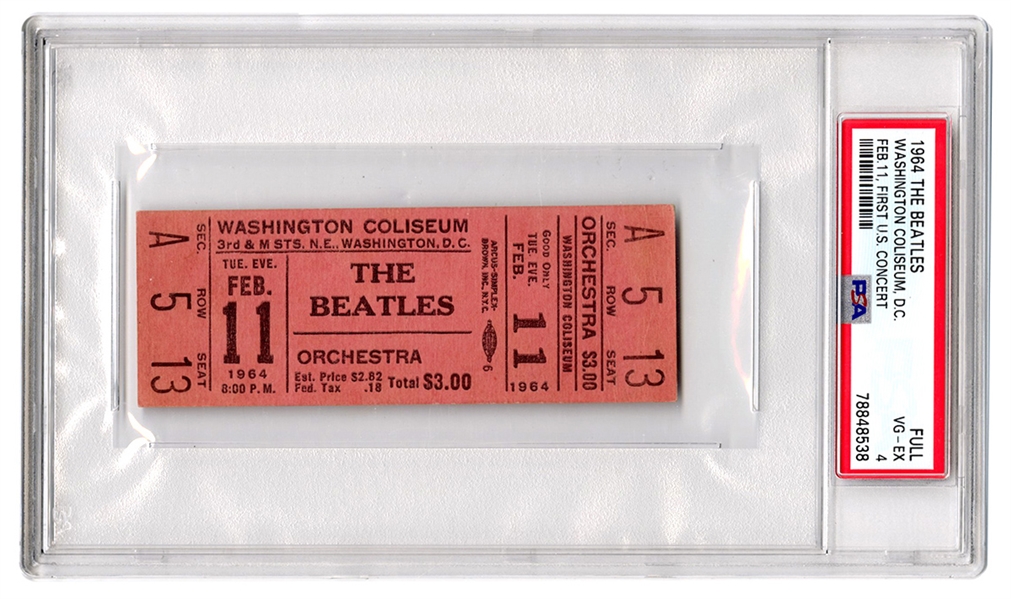 SEC. ROW SEAT
A 5 13
WASHINGTON COLISEUM
3rd & M STS. N.E., WASHINGTON, D.C.
TUE. EVE.
FEB.
11
1964
8:00 P.M.
THE
BEATLES
ORCHESTRA
Est. Price $2.82
Fed. Tax .18
Total $3.00
ARCUS-SIMPLEX-
BROWN INC. N.Y.C.
6
GOOD ONLY
TUE EVE.
FEB.
11
1964
WASHINGTON COLISEUM
ORCHESTRA $3.00
SEC. ROW SEAT
A 5 13
1964 THE BEATLES
WASHINGTON COLISEUM, D.C.
FEB.11, FIRST U.S. CONCERT
FULL
VG-EX
4
78848538
PSA